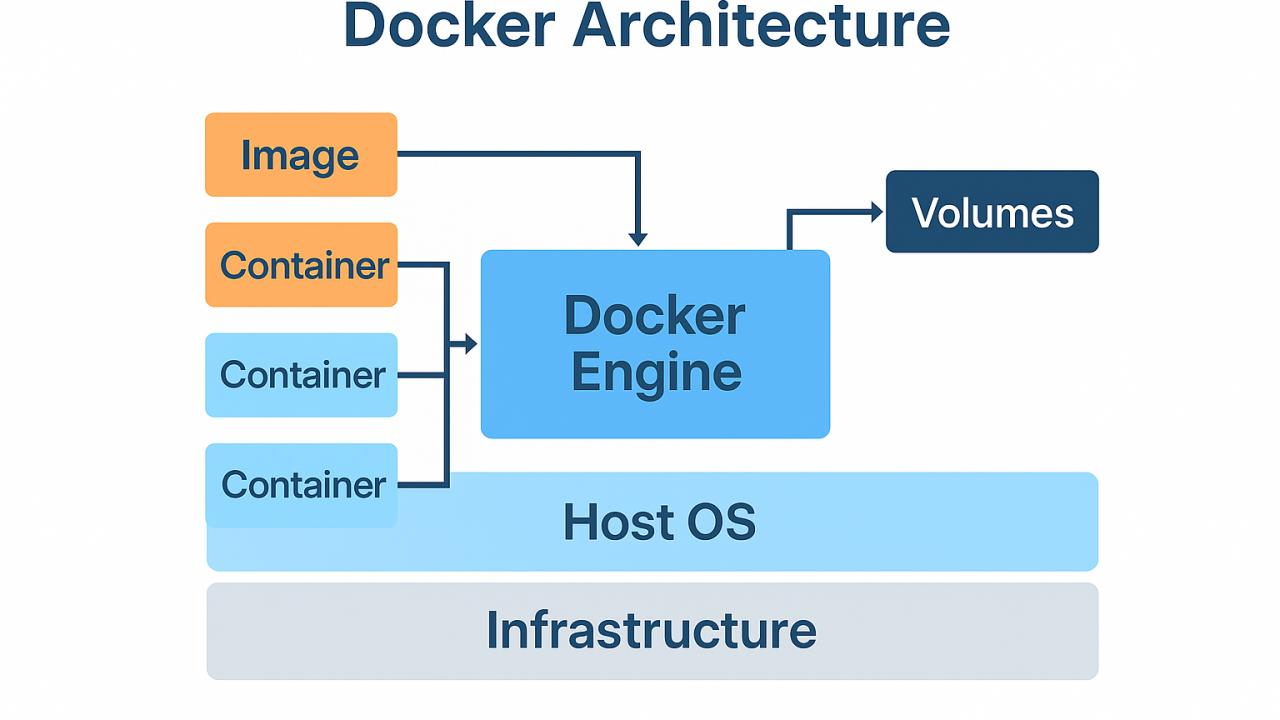 Docker Architecture
Image
Container
Container
Container
Docker
Engine
Volumes
Host OS
Infrastructure